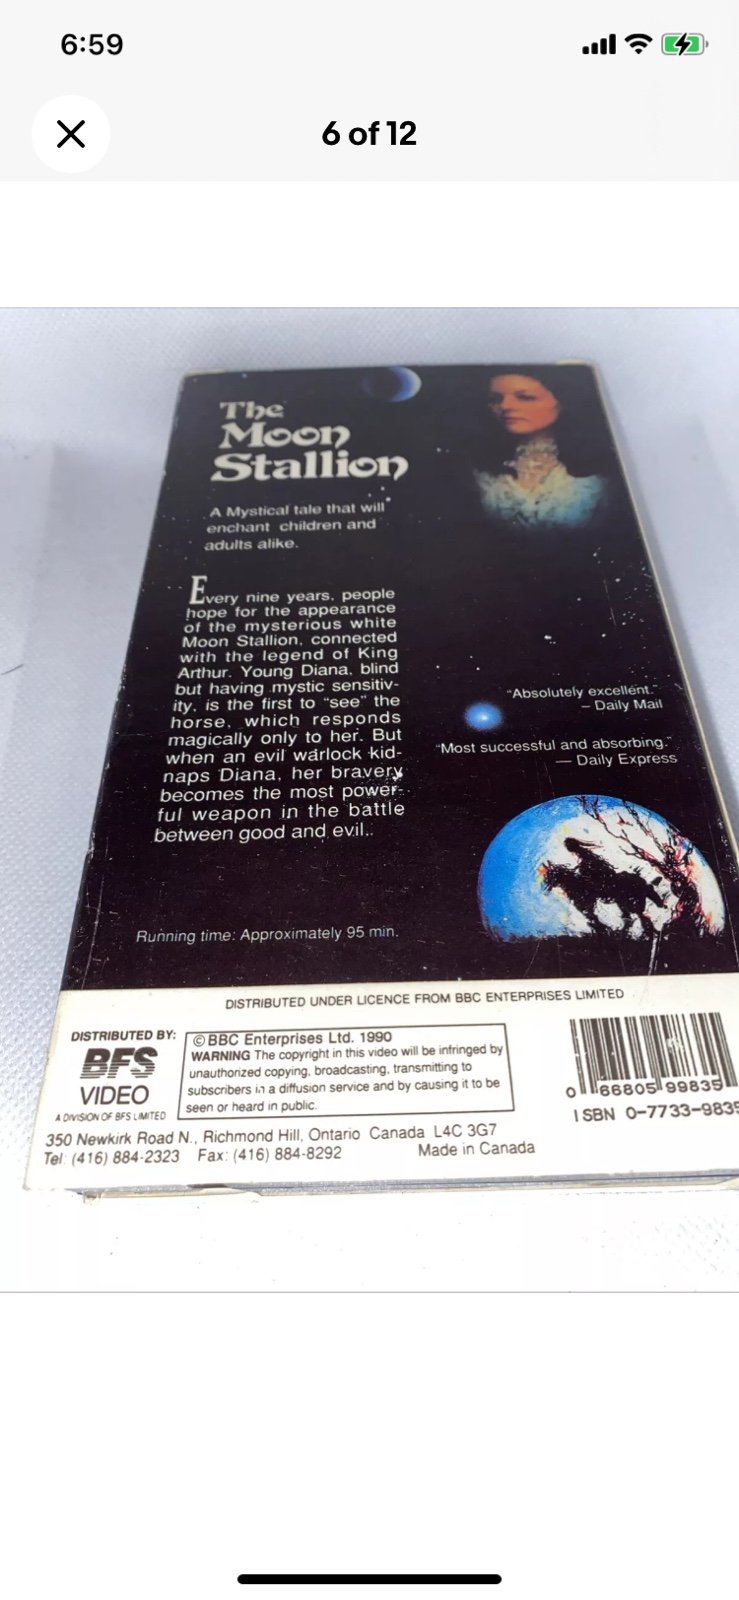 6:59
6 of 12
The
Moon
Stallion
A Mystical tale that will
enchant children and
adults alike.
Every nine years, people
hope for the appearance
of the mysterious white
Moon Stallion, connected
with the legend of King
Arthur. Young Diana, blind
but having mystic sensitiv-
ity, is the first to "see" the
horse, which responds
magically only to her. But
when an evil warlock kid-
naps Diana, her bravery
becomes the most power-
ful weapon in the battle
between good and evil.
"Absolutely excellent."
– Daily Mail
"Most successful and absorbing."
— Daily Express
Running time: Approximately 95 min.
DISTRIBUTED UNDER LICENCE FROM BBC ENTERPRISES LIMITED
DISTRIBUTED BY:
BFS
VIDEO
A DIVISION OF BFS LIMITED
© BBC Enterprises Ltd. 1990
WARNING The copyright in this video will be infringed by
unauthorized copying, broadcasting, transmitting to
subscribers in a diffusion service and by causing it to be
seen or heard in public.
0 66805 99835
ISBN 0-7733-9835
350 Newkirk Road N., Richmond Hill, Ontario Canada L4C 3G7
Tel: (416) 884-2323 Fax: (416) 884-8292 Made in Canada